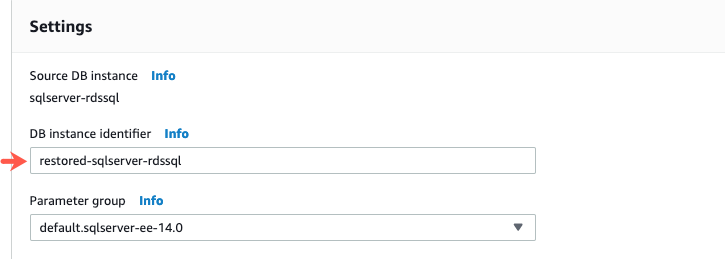 Settings
Source DB instance Info
sqlserver-rdssql
DB instance identifier Info
restored-sqlserver-rdssql
Parameter group Info
default.sqlserver-ee-14.0